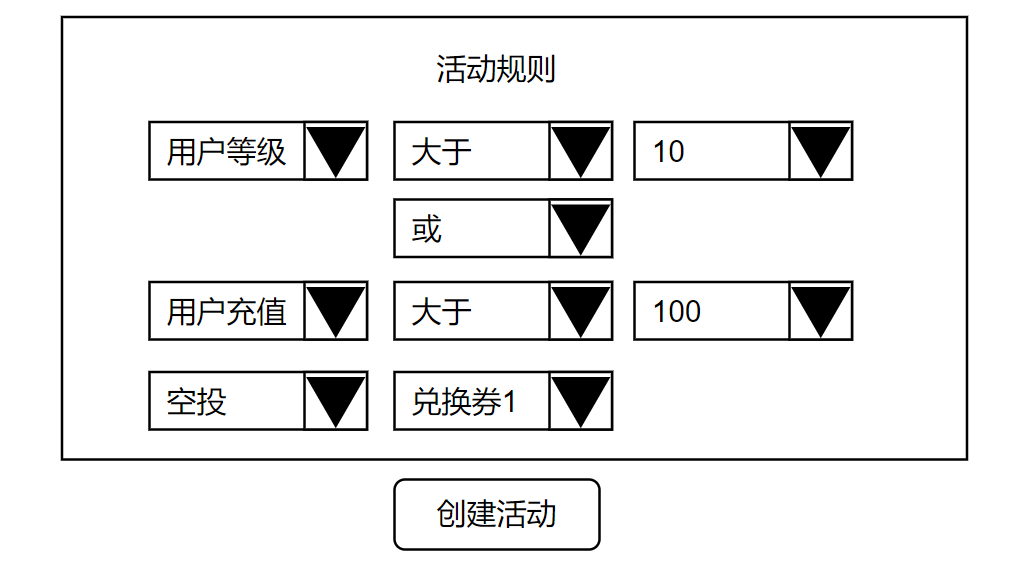 活动规则
用户等级 大于 10
或
用户充值 大于 100
空投 兑换券1
创建活动